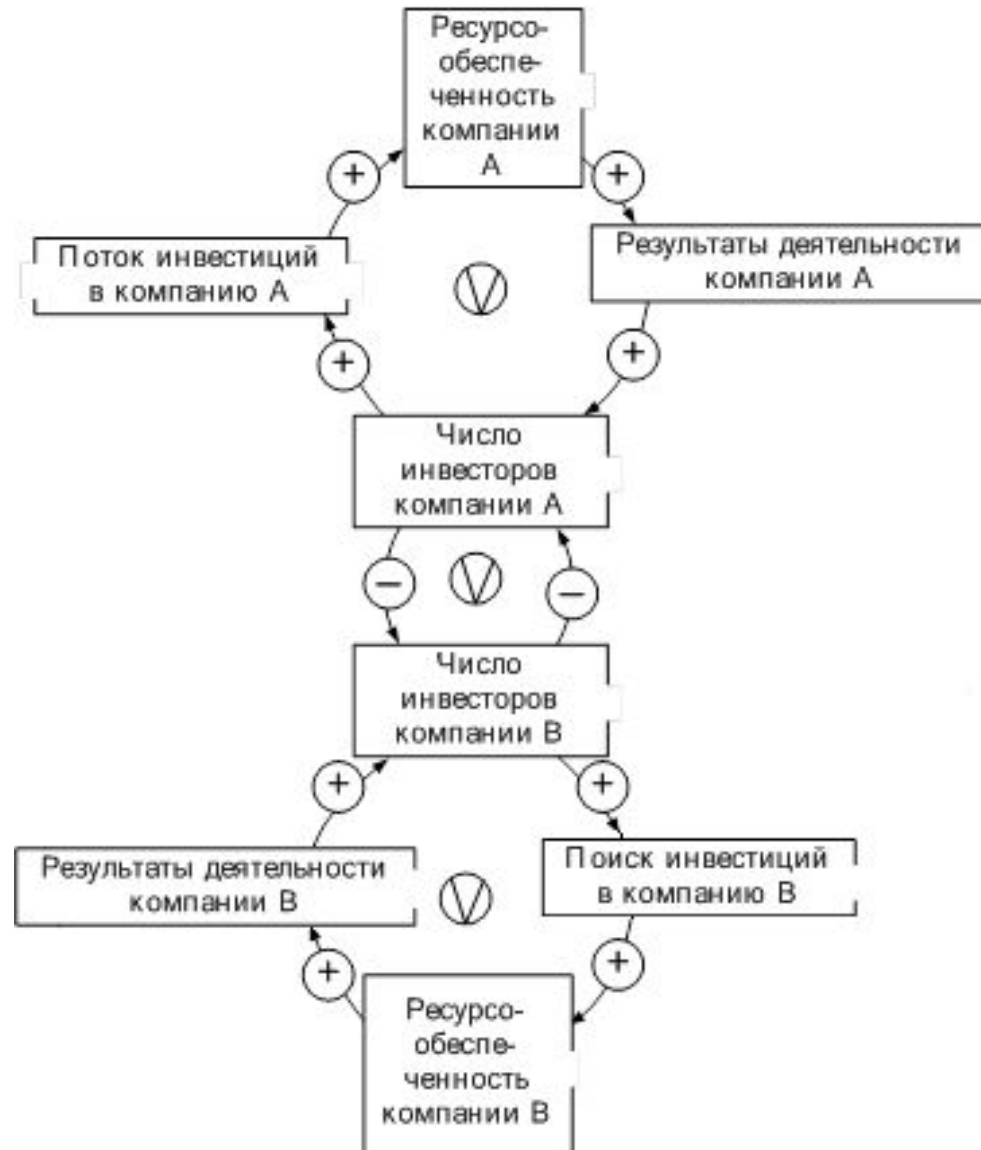 Ресурсо-
обеспе-
ченность
компании
А
+
+
Поток инвестиций
в компанию А
Результаты деятельности
компании А
V
+
+
Число
инвесторов
компании А
−
V
−
Число
инвесторов
компании В
+
+
Результаты деятельности
компании В
V
Поиск инвестиций
в компанию В
+
+
Ресурсо-
обеспе-
ченность
компании В